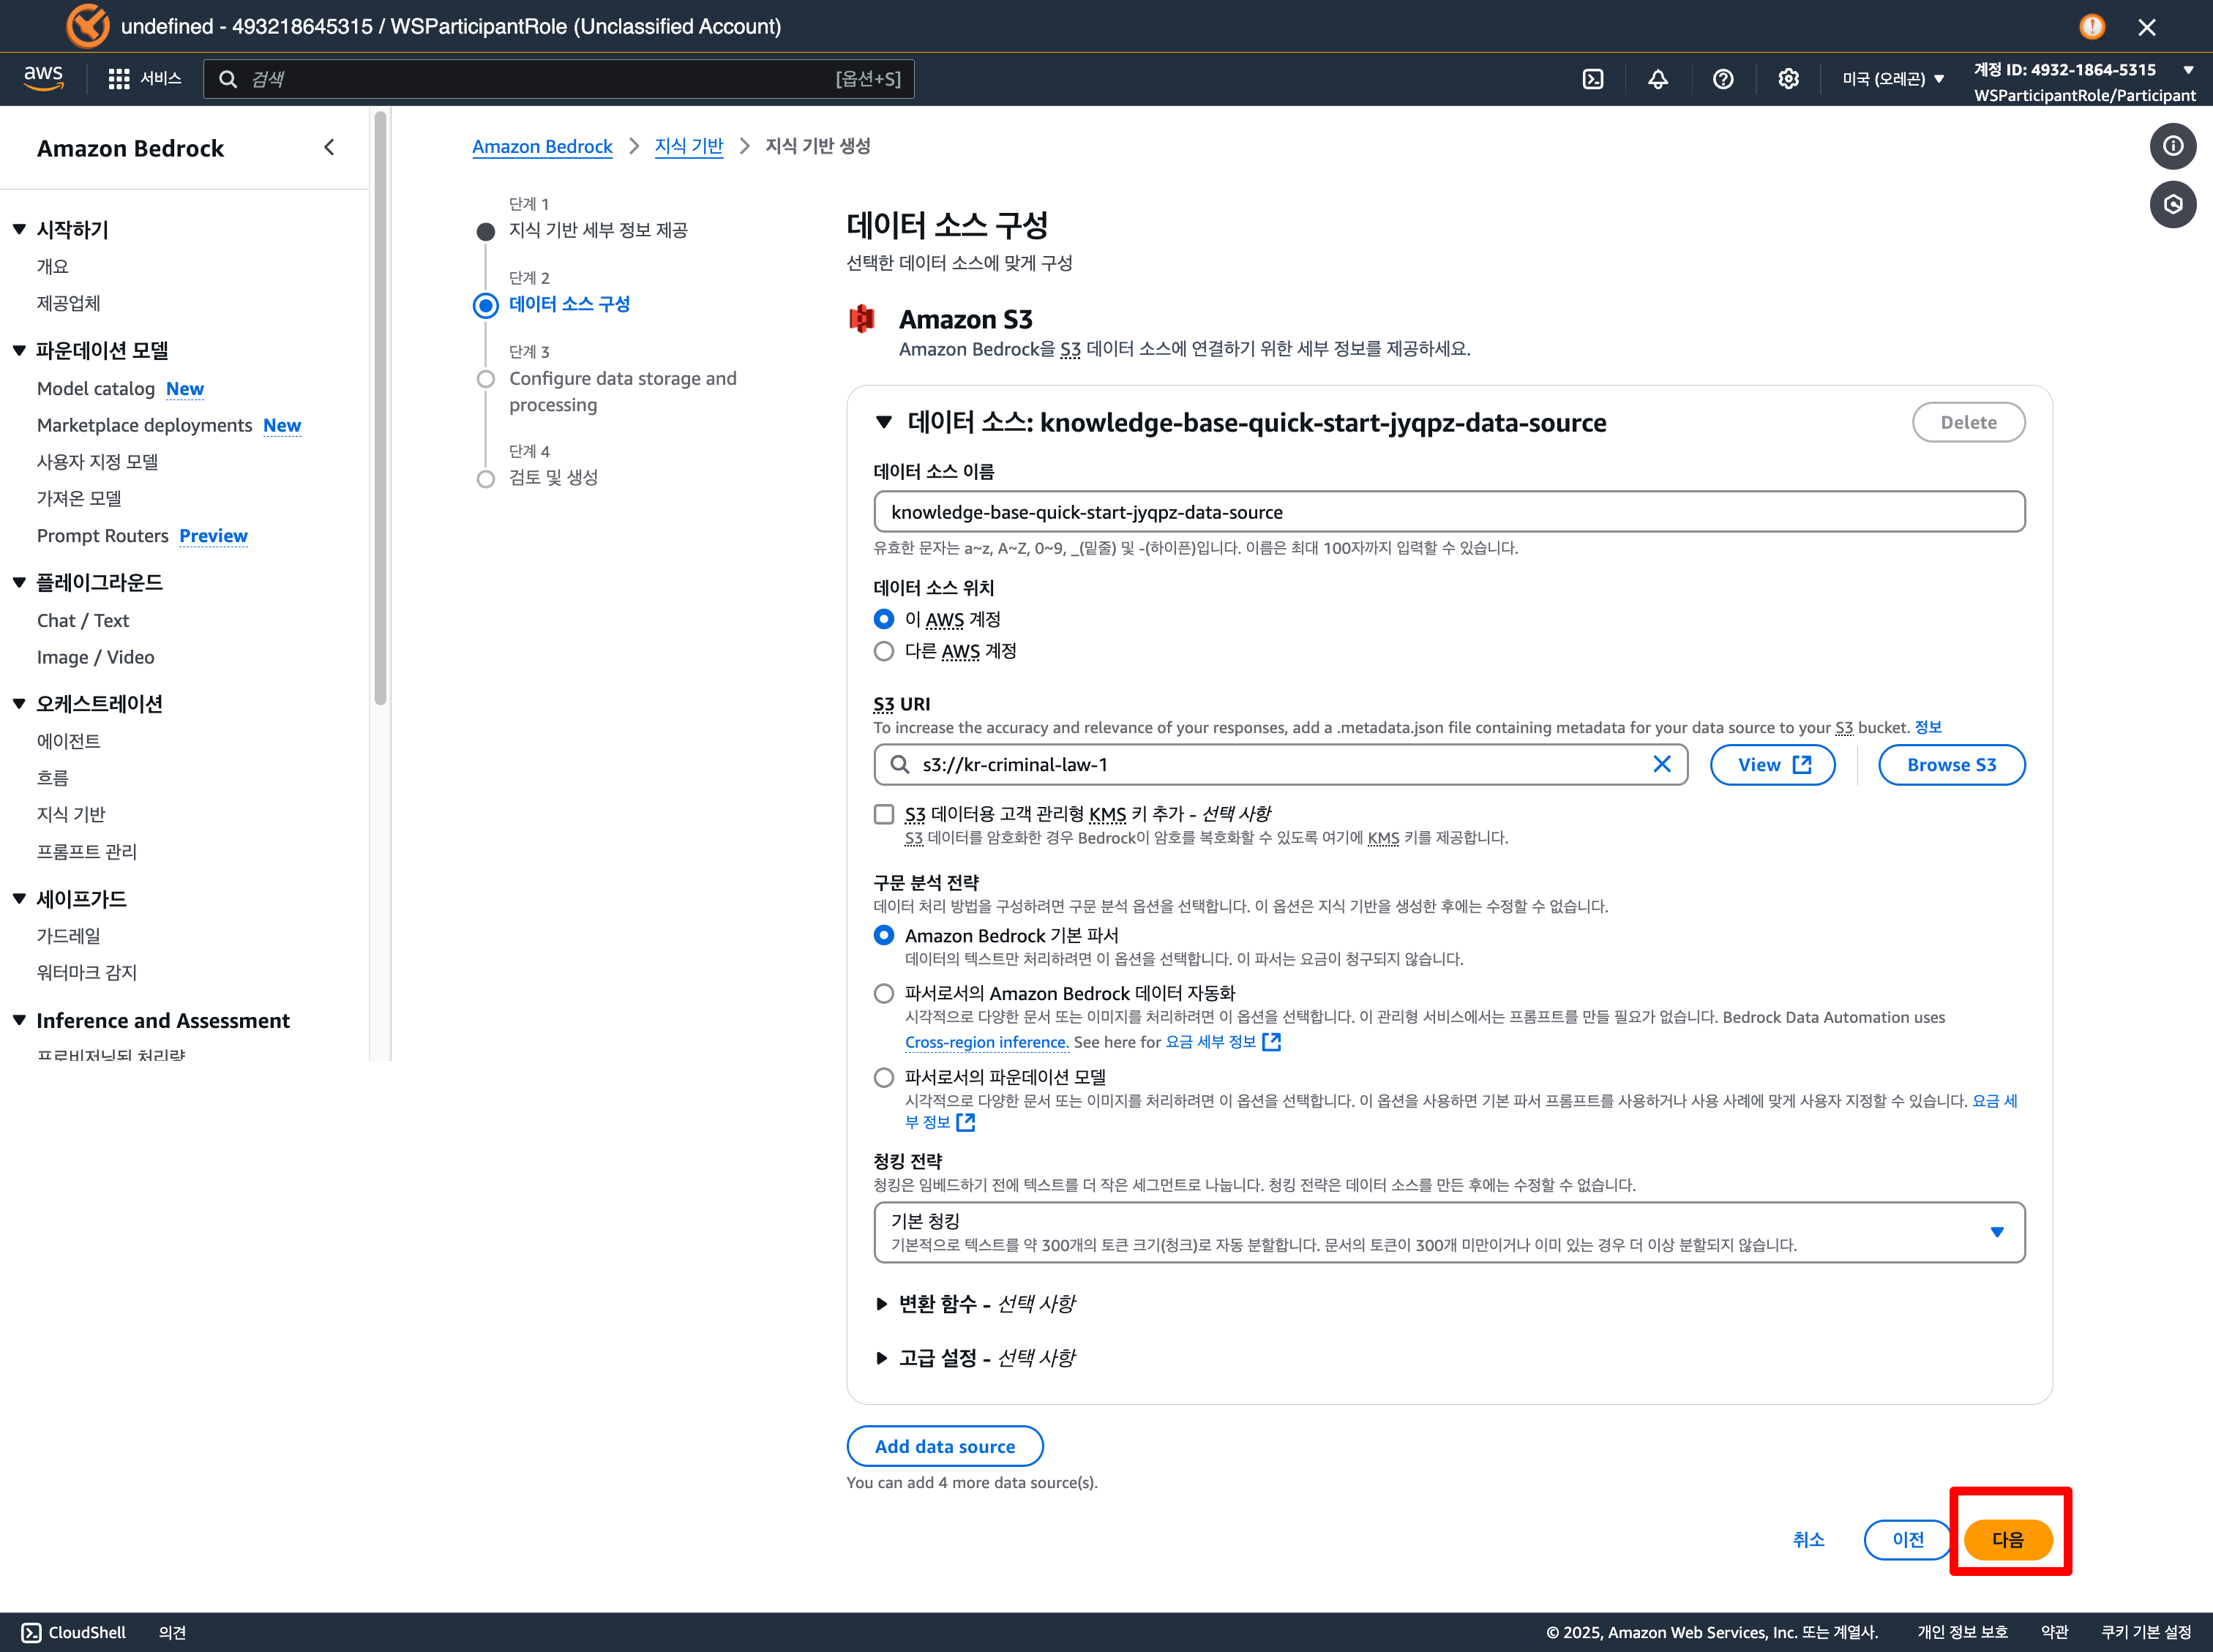 undefined - 493218645315 / WSParticipantRole (Unclassified Account)
aws
서비스
검색
[옵션+S]
미국 (오레곤)
계정 ID: 4932-1864-5315
WSParticipantRole/Participant
Amazon Bedrock
시작하기
개요
제공업체
파운데이션 모델
Model catalog New
Marketplace deployments New
사용자 지정 모델
가져온 모델
Prompt Routers Preview
플레이그라운드
Chat / Text
Image / Video
오케스트레이션
에이전트
흐름
지식 기반
프롬프트 관리
세이프가드
가드레일
워터마크 감지
Inference and Assessment
프로비저닝된 처리량
Amazon Bedrock > 지식 기반 > 지식 기반 생성
단계 1
지식 기반 세부 정보 제공
단계 2
데이터 소스 구성
단계 3
Configure data storage and
processing
단계 4
검토 및 생성
데이터 소스 구성
선택한 데이터 소스에 맞게 구성
Amazon S3
Amazon Bedrock을 S3 데이터 소스에 연결하기 위한 세부 정보를 제공하세요.
데이터 소스: knowledge-base-quick-start-jyqpz-data-source
Delete
데이터 소스 이름
knowledge-base-quick-start-jyqpz-data-source
유효한 문자는 a~z, A~Z, 0~9, _(밑줄) 및 -(하이픈)입니다. 이름은 최대 100자까지 입력할 수 있습니다.
데이터 소스 위치
이 AWS 계정
다른 AWS 계정
S3 URI
To increase the accuracy and relevance of your responses, add a .metadata.json file containing metadata for your data source to your S3 bucket. 정보
s3://kr-criminal-law-1
View
Browse S3
S3 데이터용 고객 관리형 KMS 키 추가 - 선택 사항
S3 데이터를 암호화한 경우 Bedrock이 암호를 복호화할 수 있도록 여기에 KMS 키를 제공합니다.
구문 분석 전략
데이터 처리 방법을 구성하려면 구문 분석 옵션을 선택합니다. 이 옵션은 지식 기반을 생성한 후에는 수정할 수 없습니다.
Amazon Bedrock 기본 파서
데이터의 텍스트만 처리하려면 이 옵션을 선택합니다. 이 파서는 요금이 청구되지 않습니다.
파서로서의 Amazon Bedrock 데이터 자동화
시각적으로 다양한 문서 또는 이미지를 처리하려면 이 옵션을 선택합니다. 이 관리형 서비스에서는 프롬프트를 만들 필요가 없습니다. Bedrock Data Automation uses
Cross-region inference. See here for 요금 세부 정보
파서로서의 파운데이션 모델
시각적으로 다양한 문서 또는 이미지를 처리하려면 이 옵션을 선택합니다. 이 옵션을 사용하면 기본 파서 프롬프트를 사용하거나 사용 사례에 맞게 사용자 지정할 수 있습니다. 요금 세
부 정보
청킹 전략
청킹은 임베드하기 전에 텍스트를 더 작은 세그먼트로 나눕니다. 청킹 전략은 데이터 소스를 만든 후에는 수정할 수 없습니다.
기본 청킹
기본적으로 텍스트를 약 300개의 토큰 크기(청크)로 자동 분할합니다. 문서의 토큰이 300개 미만이거나 이미 있는 경우 더 이상 분할되지 않습니다.
변환 함수 - 선택 사항
고급 설정 - 선택 사항
Add data source
You can add 4 more data source(s).
취소
이전
다음
CloudShell
의견
© 2025, Amazon Web Services, Inc. 또는 계열사.
개인 정보 보호
약관
쿠키 기본 설정